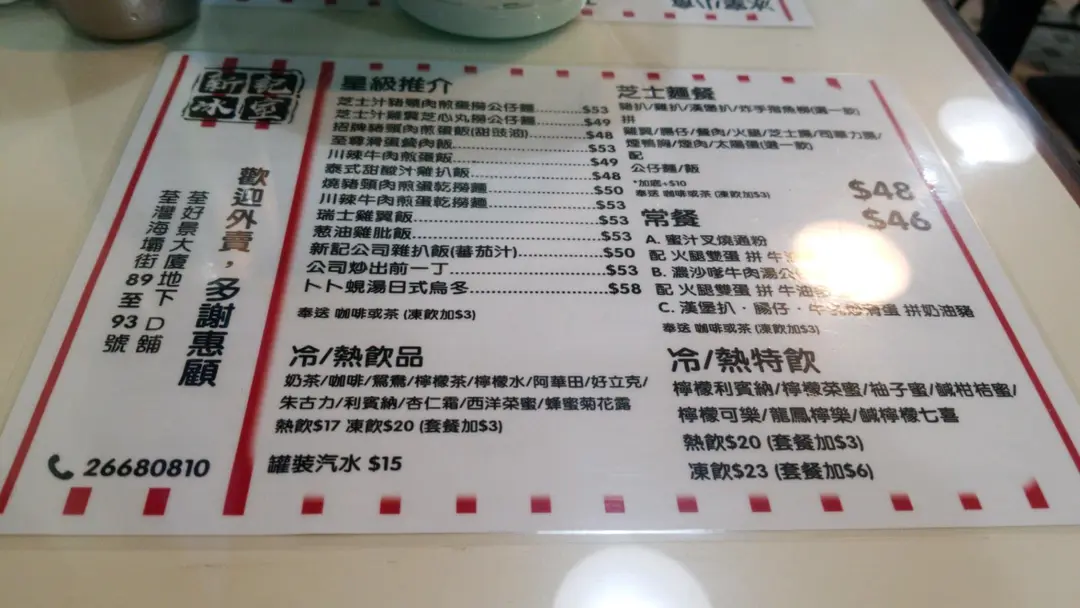 新記
冰室
歡迎外賣，多謝惠顧
荃灣海壩街89至93號
荃好景大廈地下D舖
26680810
星級推介
芝士汁豬頸肉煎蛋撈公仔麵 $53
芝士汁雞翼芝心丸撈公仔麵 $49
招牌豬頸肉煎蛋飯(甜豉油) $48
至尊滑蛋餐肉飯 $53
川辣牛肉煎蛋飯 $49
泰式甜酸汁雞扒飯 $48
燒豬頸肉煎蛋乾撈麵 $50
川辣牛肉煎蛋乾撈麵 $53
瑞士雞翼飯 $53
葱油雞肶飯 $53
新記公司雜扒飯(蕃茄汁) $50
公司炒出前一丁 $53
卜卜蜆湯日式烏冬 $58
奉送 咖啡或茶 (凍飲加$3)
冷/熱飲品
奶茶/咖啡/鴛鴦/檸檬茶/檸檬水/阿華田/好立克/
朱古力/利賓納/杏仁霜/西洋菜蜜/蜂蜜菊花露
熱飲$17 凍飲$20 (套餐加$3)
罐裝汽水 $15
芝士麵餐
豬扒/雞扒/漢堡扒/炸手指魚柳(選一款)
拼
雞翼/腸仔/餐肉/火腿/芝士腸/司華力腸/
煙鴨胸/煙肉/太陽蛋(選一款)
配
公仔麵/飯
*加底+$10
奉送 咖啡或茶 (凍飲加$3)
$48
常餐 $46
A. 蜜汁叉燒通粉
配 火腿雙蛋 拼 牛油
B. 濃沙嗲牛肉湯公
配 火腿雙蛋 拼 牛油
C. 漢堡扒·腸仔·牛 滑蛋 拼奶油豬
奉送 咖啡或茶 (凍飲加$3)
冷/熱特飲
檸檬利賓納/檸檬菜蜜/柚子蜜/鹹柑桔蜜/
檸檬可樂/龍鳳檸樂/鹹檸檬七喜
熱飲$20 (套餐加$3)
凍飲$23 (套餐加$6)